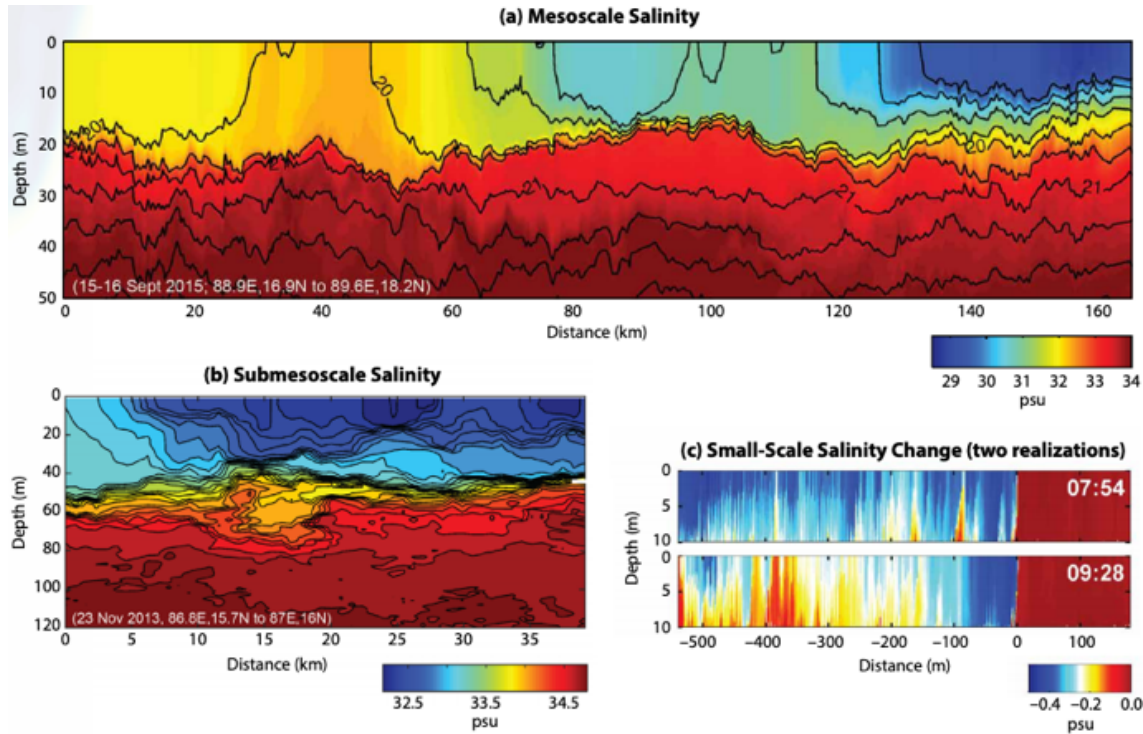 (a) Mesoscale Salinity
0
10
20
30
40
50
Depth (m)
20
20
20
21
21
(15-16 Sept 2015; 88.9E,16.9N to 89.6E,18.2N)
0 20 40 60 80 100 120 140 160
Distance (km)
29 30 31 32 33 34
psu
(b) Submesoscale Salinity
0
20
40
60
80
100
120
Depth (m)
(23 Nov 2013, 86.8E,15.7N to 87E,16N)
0 5 10 15 20 25 30 35
Distance (km)
32.5 33.5 34.5
psu
(c) Small-Scale Salinity Change (two realizations)
0
5
10
07:54
0
5
10
09:28
Depth (m)
−500 −400 −300 −200 −100 0 100
Distance (m)
−0.4 −0.2 0.0
psu